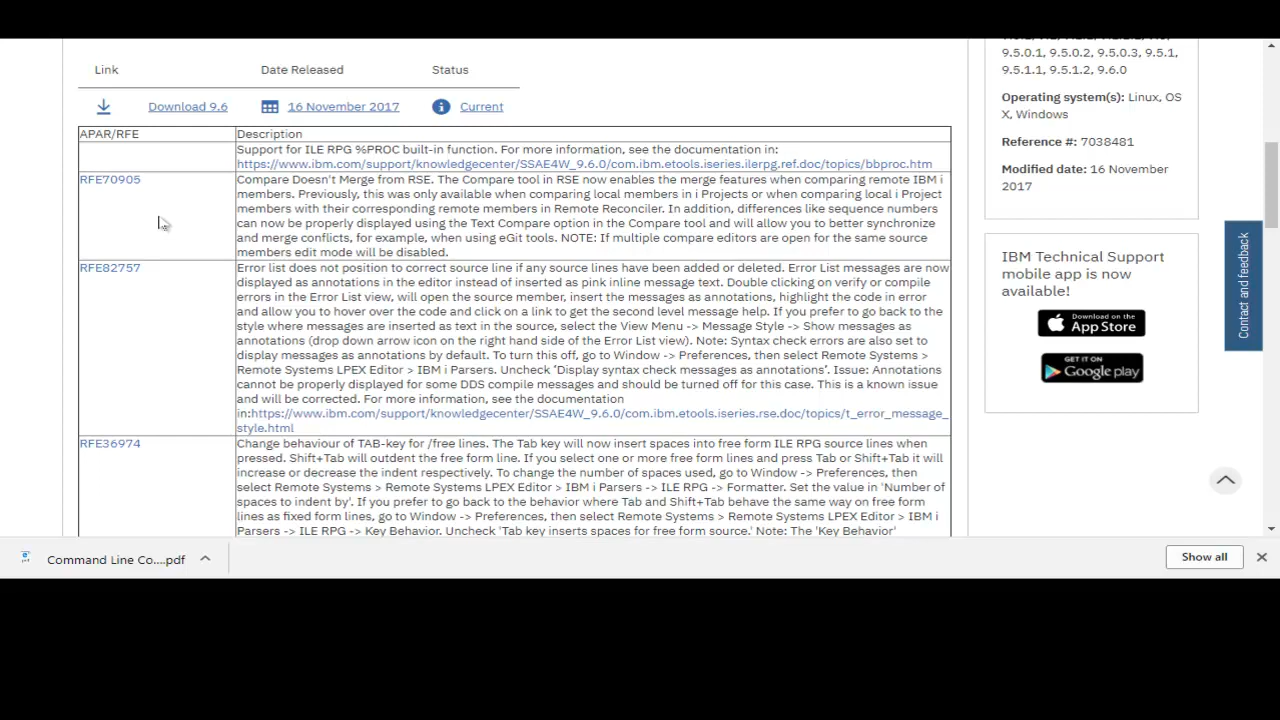 Link Date Released Status
Download 9.6 16 November 2017 Current
APAR/RFE Description
Support for ILE RPG %PROC built-in function. For more information, see the documentation in:
https://www.ibm.com/support/knowledgecenter/SSAE4W_9.6.0/com.ibm.etools.iseries.ilerpg.ref.doc/topics/bbproc.htm
RFE70905 Compare Doesn't Merge from RSE. The Compare tool in RSE now enables the merge features when comparing remote IBM i
members. Previously, this was only available when comparing local members in i Projects or when comparing local i Project
members with their corresponding remote members in Remote Reconciler. In addition, differences like sequence numbers
can now be properly displayed using the Text Compare option in the Compare tool and will allow you to better synchronize
and merge conflicts, for example, when using eGit tools. NOTE: If multiple compare editors are open for the same source
members edit mode will be disabled.
RFE82757 Error list does not position to correct source line if any source lines have been added or deleted. Error List messages are now
displayed as annotations in the editor instead of inserted as pink inline message text. Double clicking on verify or compile
errors in the Error List view, will open the source member, insert the messages as annotations, highlight the code in error
and allow you to hover over the code and click on a link to get the second level message help. If you prefer to go back to the
style where messages are inserted as text in the source, select the View Menu -> Message Style -> Show messages as
annotations (drop down arrow icon on the right hand side of the Error List view). Note: Syntax check errors are also set to
display messages as annotations by default. To turn this off, go to Window -> Preferences, then select Remote Systems >
Remote Systems LPEX Editor > IBM i Parsers. Uncheck 'Display syntax check messages as annotations'. Issue: Annotations
cannot be properly displayed for some DDS compile messages and should be turned off for this case. This is a known issue
and will be corrected. For more information, see the documentation
in:https://www.ibm.com/support/knowledgecenter/SSAE4W_9.6.0/com.ibm.etools.iseries.rse.doc/topics/t_error_message_
style.html
RFE36974 Change behaviour of TAB-key for /free lines. The Tab key will now insert spaces into free form ILE RPG source lines when
pressed. Shift+Tab will outdent the free form line. If you select one or more free form lines and press Tab or Shift+Tab it will
increase or decrease the indent respectively. To change the number of spaces used, go to Window -> Preferences, then
select Remote Systems > Remote Systems LPEX Editor > IBM i Parsers -> ILE RPG -> Formatter. Set the value in 'Number of
spaces to indent by'. If you prefer to go back to the behavior where Tab and Shift+Tab behave the same way on free form
lines as fixed form lines, go to Window -> Preferences, then select Remote Systems > Remote Systems LPEX Editor > IBM i
Parsers -> ILE RPG -> Key Behavior. Uncheck 'Tab key inserts spaces for free form source.' Note: The 'Key Behavior'
9.5.0.1, 9.5.0.2, 9.5.0.3, 9.5.1,
9.5.1.1, 9.5.1.2, 9.6.0
Operating system(s): Linux, OS
X, Windows
Reference #: 7038481
Modified date: 16 November
2017
IBM Technical Support
mobile app is now
available!
Download on the
App Store
GET IT ON
Google play
Contact and feedback
Command Line Co....pdf
Show all